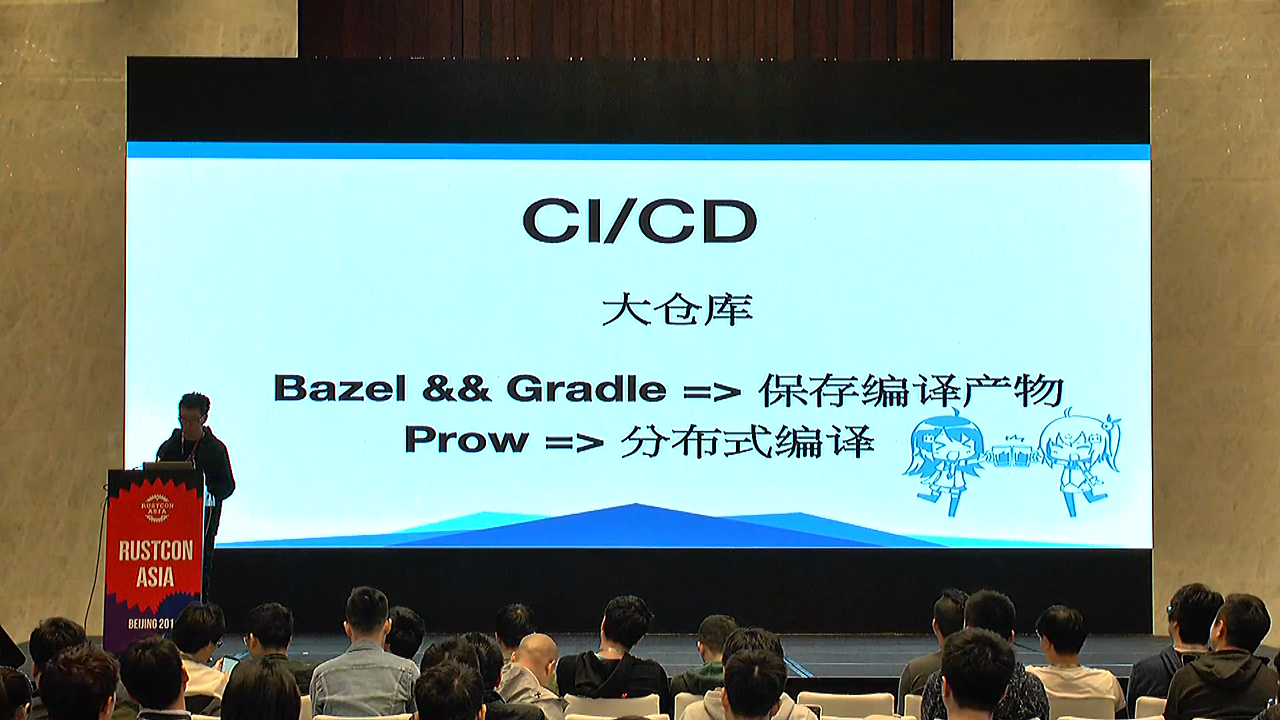 CI/CD
大仓库
Bazel && Gradle => 保存编译产物
Prow => 分布式编译
RUSTCON
ASIA
RUSTCON
ASIA
BEIJING 201